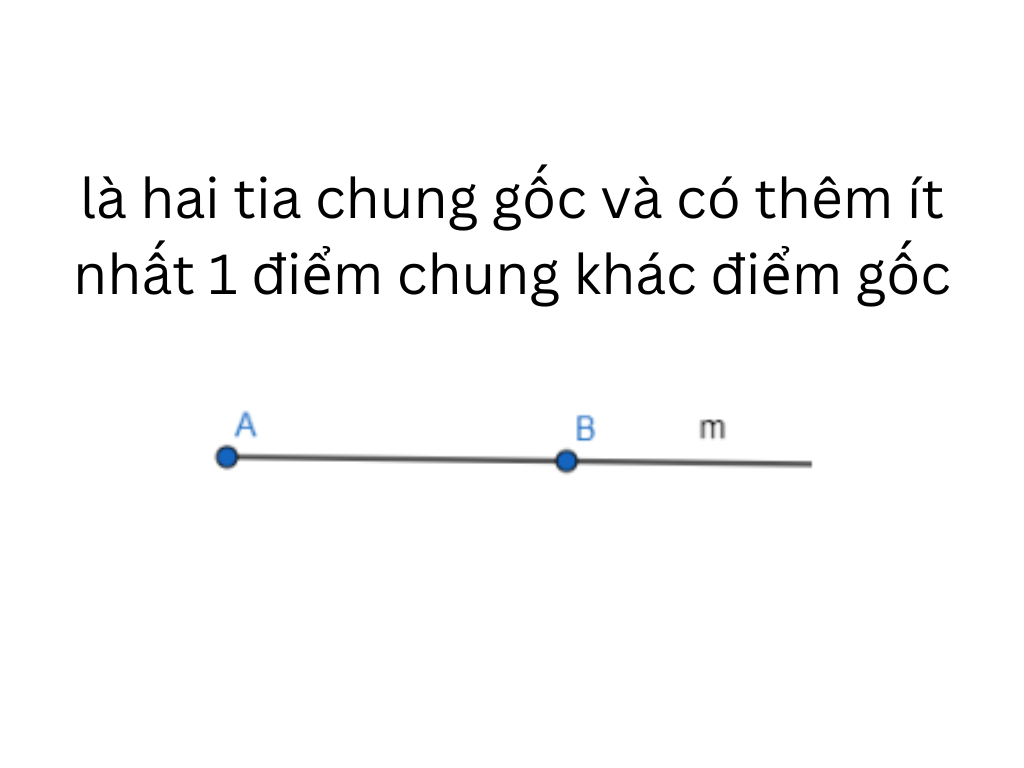 là hai tia chung gốc và có thêm ít
nhất 1 điểm chung khác điểm gốc
A B m